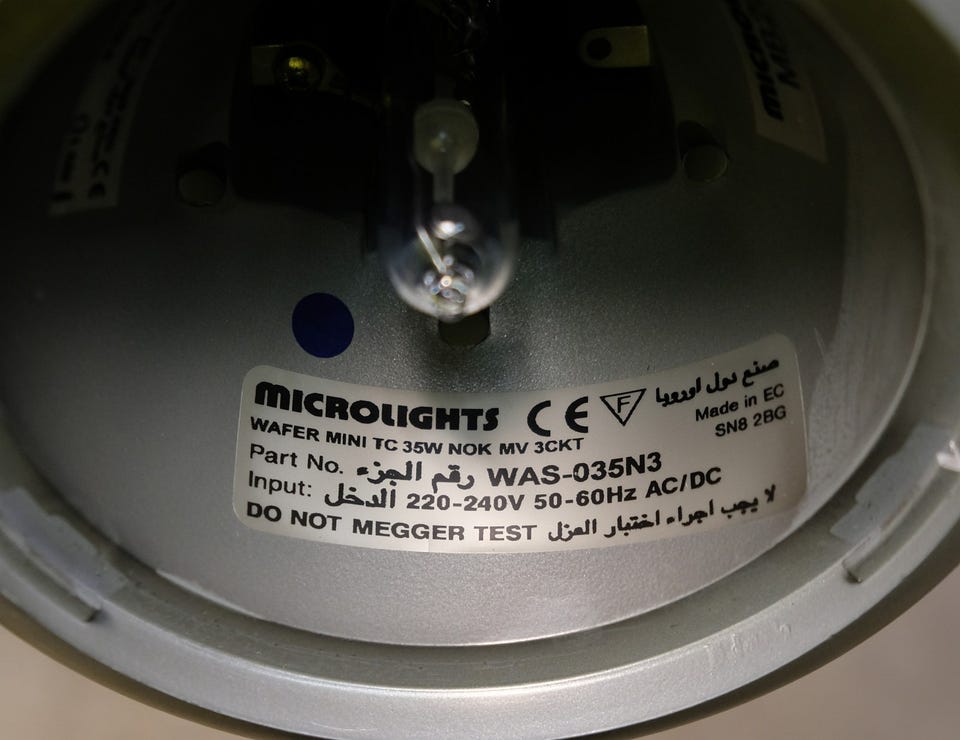 MICROLIGHTS CE F صنع دول اوروبا
WAFER MINI TC 35W NOK MV 3CKT Made in EC
SN8 2BG
Part No. رقم الجزء WAS-035N3
Input: الدخل 220-240V 50-60Hz AC/DC
DO NOT MEGGER TEST لا يجب اجراء اختبار العزل